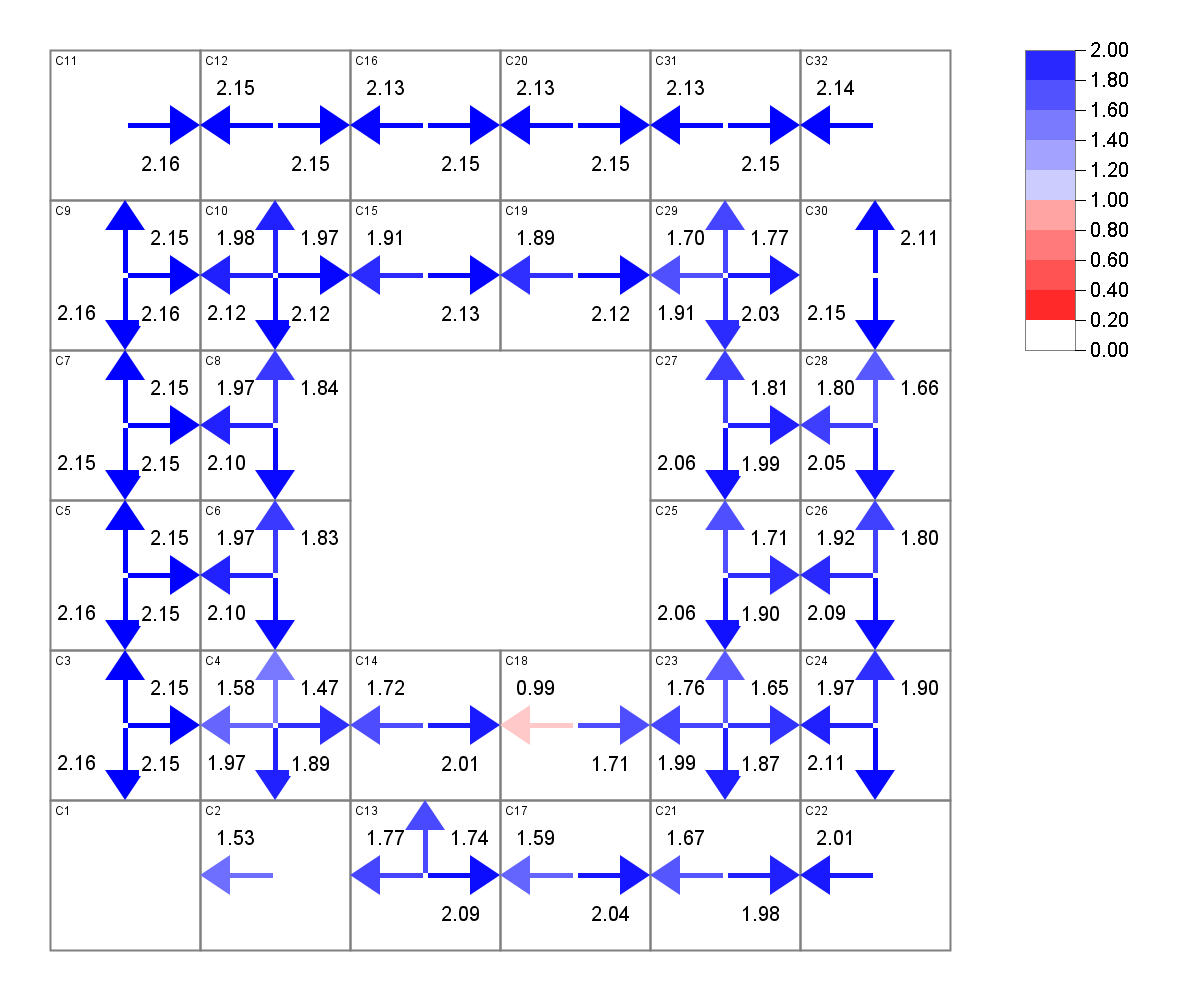 C11 C12 C16 C20 C31 C32 2.00
2.15 2.13 2.13 2.13 2.14 1.80
1.60
1.40
2.16 2.15 2.15 2.15 2.15 1.20
1.00
C9 C10 C15 C19 C29 C30 0.80
2.15 1.98 1.97 1.91 1.89 1.70 1.77 2.11 0.60
0.40
2.16 2.16 2.12 2.12 2.13 2.12 1.91 2.03 2.15 0.20
0.00
C7 C8 C27 C28
2.15 1.97 1.84 1.81 1.80 1.66
2.15 2.15 2.10 2.06 1.99 2.05
C5 C6 C25 C26
2.15 1.97 1.83 1.71 1.92 1.80
2.16 2.15 2.10 2.06 1.90 2.09
C3 C4 C14 C18 C23 C24
2.15 1.58 1.47 1.72 0.99 1.76 1.65 1.97 1.90
2.16 2.15 1.97 1.89 2.01 1.71 1.99 1.87 2.11
C1 C2 C13 C17 C21 C22
1.53 1.77 1.74 1.59 1.67 2.01
2.09 2.04 1.98